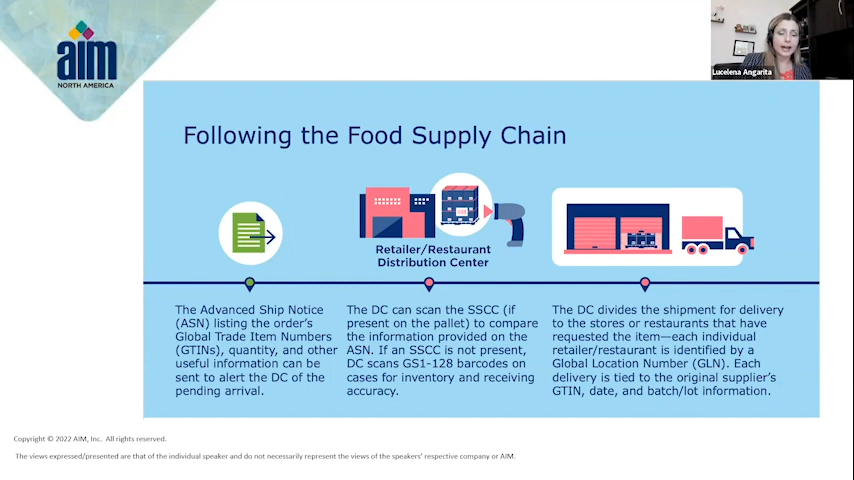 aim
NORTH AMERICA
Lucelena Angarita
Following the Food Supply Chain
Retailer/Restaurant
Distribution Center
The Advanced Ship Notice
(ASN) listing the order's
Global Trade Item Numbers
(GTINs), quantity, and other
useful information can be
sent to alert the DC of the
pending arrival.
The DC can scan the SSCC (if
present on the pallet) to compare
the information provided on the
ASN. If an SSCC is not present,
DC scans GS1-128 barcodes on
cases for inventory and receiving
accuracy.
The DC divides the shipment for delivery
to the stores or restaurants that have
requested the item—each individual
retailer/restaurant is identified by a
Global Location Number (GLN). Each
delivery is tied to the original supplier's
GTIN, date, and batch/lot information.
Copyright © 2022 AIM, Inc. All rights reserved.
The views expressed/presented are that of the individual speaker and do not necessarily represent the views of the speakers' respective company or AIM.